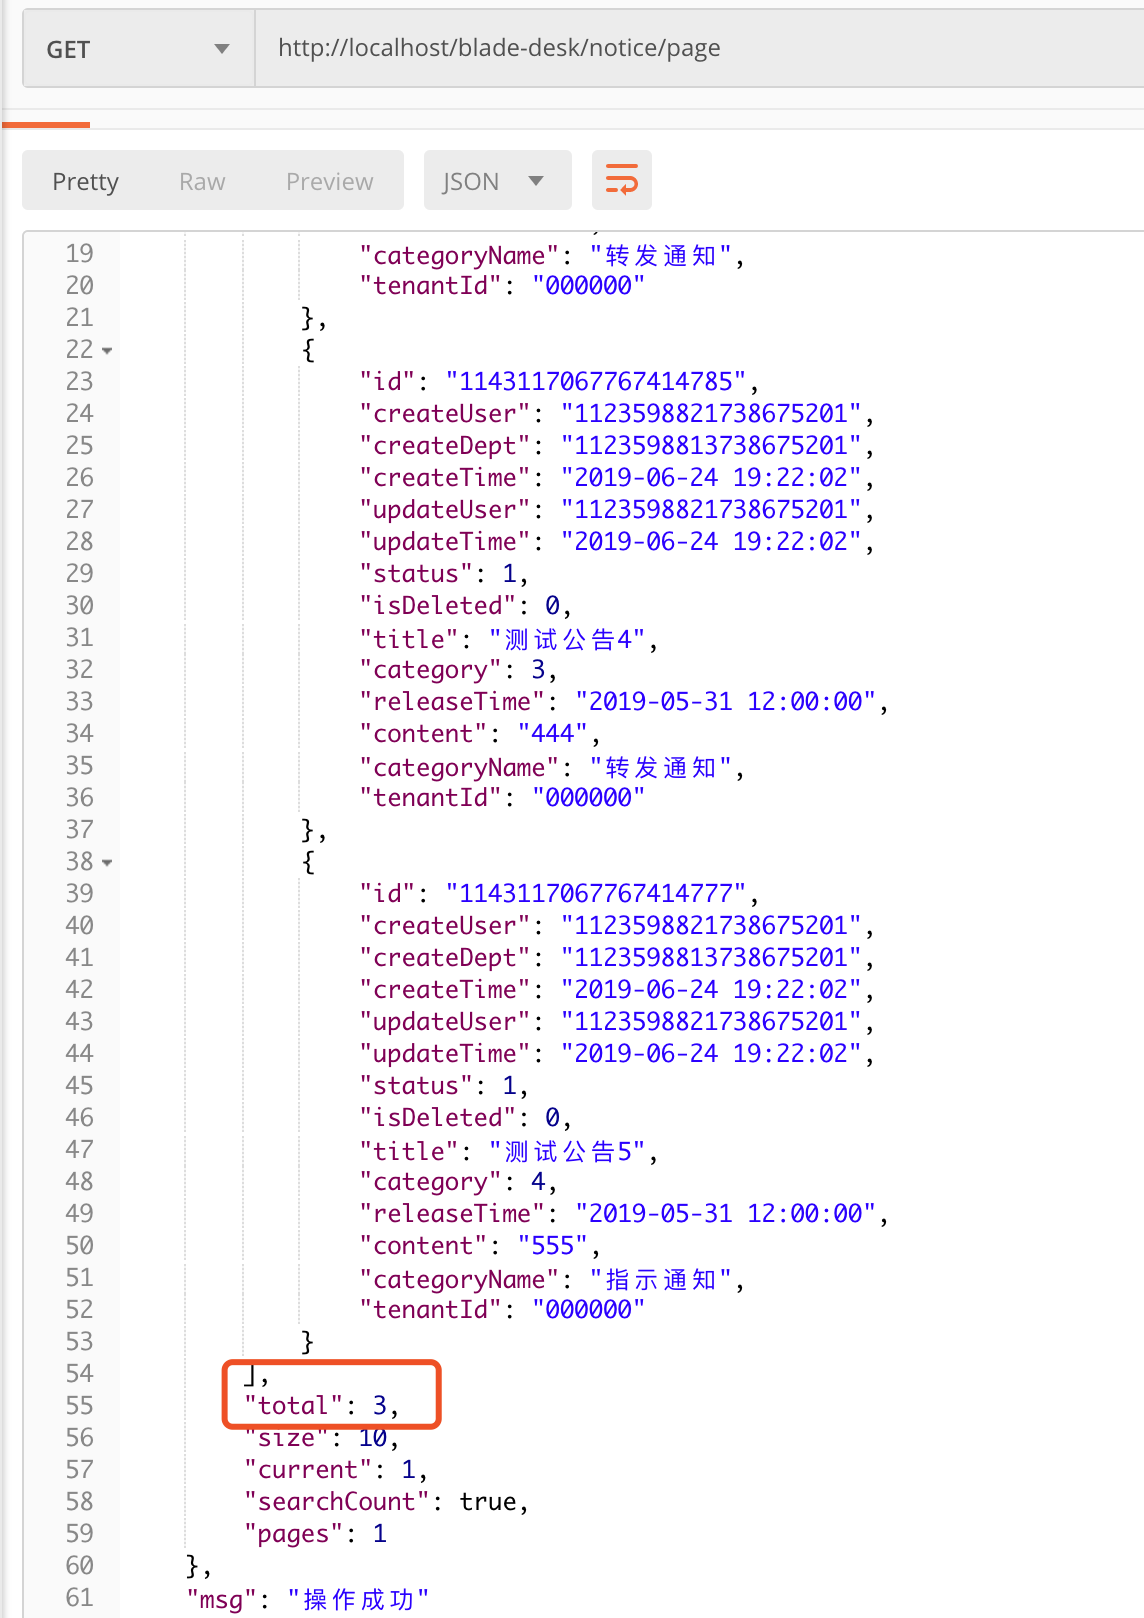 GET http://localhost/blade-desk/notice/page
Pretty Raw Preview JSON
19 "categoryName": "转发通知",
20 "tenantId": "000000"
21 },
22 {
23 "id": "1143117067767414785",
24 "createUser": "1123598821738675201",
25 "createDept": "1123598813738675201",
26 "createTime": "2019-06-24 19:22:02",
27 "updateUser": "1123598821738675201",
28 "updateTime": "2019-06-24 19:22:02",
29 "status": 1,
30 "isDeleted": 0,
31 "title": "测试公告4",
32 "category": 3,
33 "releaseTime": "2019-05-31 12:00:00",
34 "content": "444",
35 "categoryName": "转发通知",
36 "tenantId": "000000"
37 },
38 {
39 "id": "1143117067767414777",
40 "createUser": "1123598821738675201",
41 "createDept": "1123598813738675201",
42 "createTime": "2019-06-24 19:22:02",
43 "updateUser": "1123598821738675201",
44 "updateTime": "2019-06-24 19:22:02",
45 "status": 1,
46 "isDeleted": 0,
47 "title": "测试公告5",
48 "category": 4,
49 "releaseTime": "2019-05-31 12:00:00",
50 "content": "555",
51 "categoryName": "指示通知",
52 "tenantId": "000000"
53 }
54 ],
55 "total": 3,
56 "size": 10,
57 "current": 1,
58 "searchCount": true,
59 "pages": 1
60 },
61 "msg": "操作成功"